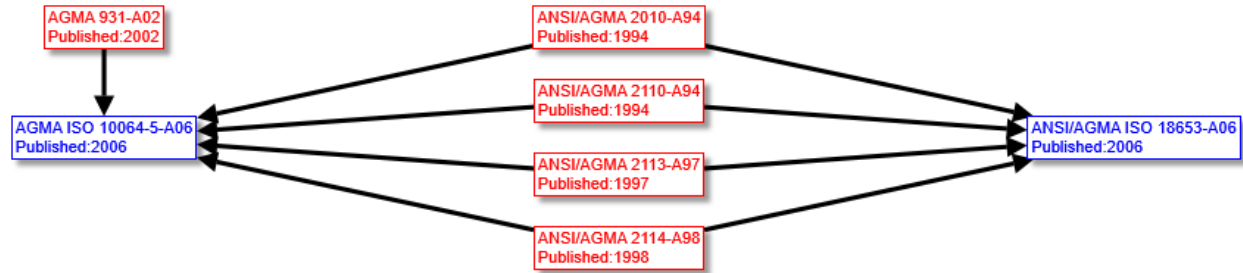 AGMA 931-A02
Published:2002
ANSI/AGMA 2010-A94
Published:1994
ANSI/AGMA 2110-A94
Published:1994
AGMA ISO 10064-5-A06
Published:2006
ANSI/AGMA ISO 18653-A06
Published:2006
ANSI/AGMA 2113-A97
Published:1997
ANSI/AGMA 2114-A98
Published:1998